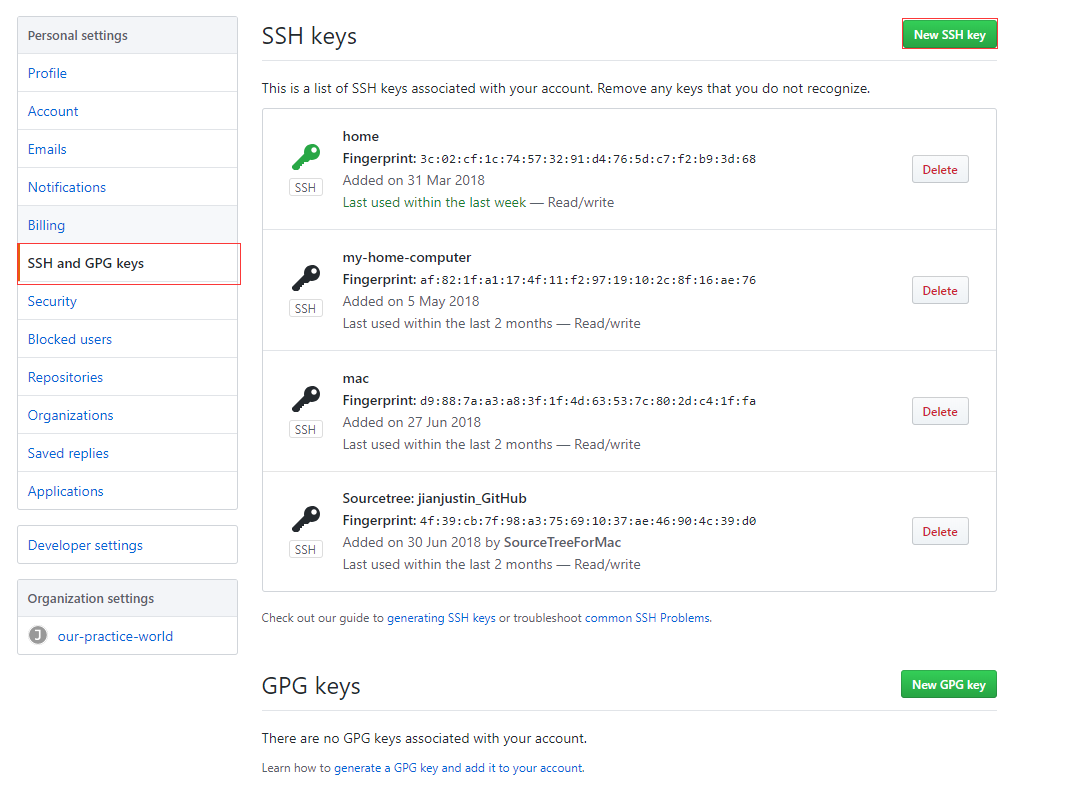 Personal settings
Profile
Account
Emails
Notifications
Billing
SSH and GPG keys
Security
Blocked users
Repositories
Organizations
Saved replies
Applications
Developer settings
Organization settings
J our-practice-world
SSH keys
New SSH key
This is a list of SSH keys associated with your account. Remove any keys that you do not recognize.
home
Fingerprint: 3c:02:cf:1c:74:57:32:91:d4:76:5d:c7:f2:b9:3d:68
Added on 31 Mar 2018
Last used within the last week — Read/write
SSH
Delete
my-home-computer
Fingerprint: af:82:1f:a1:17:4f:11:f2:97:19:10:2c:8f:16:ae:76
Added on 5 May 2018
Last used within the last 2 months — Read/write
SSH
Delete
mac
Fingerprint: d9:88:7a:a3:a8:3f:1f:4d:63:53:7c:80:2d:c4:1f:fa
Added on 27 Jun 2018
Last used within the last 2 months — Read/write
SSH
Delete
Sourcetree: jianjustin_GitHub
Fingerprint: 4f:39:cb:7f:98:a3:75:69:10:37:ae:46:90:4c:39:d0
Added on 30 Jun 2018 by SourceTreeForMac
Last used within the last 2 months — Read/write
SSH
Delete
Check out our guide to generating SSH keys or troubleshoot common SSH Problems.
GPG keys
New GPG key
There are no GPG keys associated with your account.
Learn how to generate a GPG key and add it to your account.